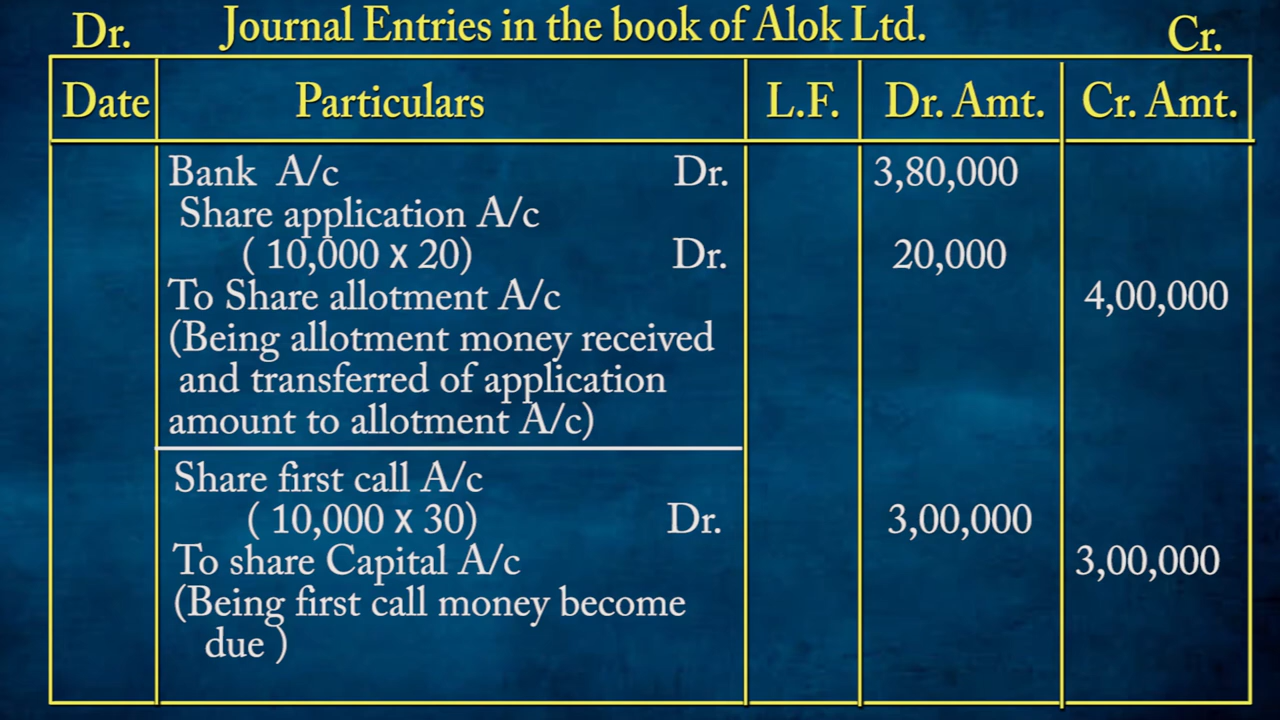 Dr. Journal Entries in the book of Alok Ltd. Cr.
Date Particulars L.F. Dr. Amt. Cr. Amt.
Bank A/c Dr. 3,80,000
Share application A/c
( 10,000 x 20) Dr. 20,000
To Share allotment A/c 4,00,000
(Being allotment money received
and transferred of application
amount to allotment A/c)
Share first call A/c
( 10,000 x 30) Dr. 3,00,000
To share Capital A/c 3,00,000
(Being first call money become
due )